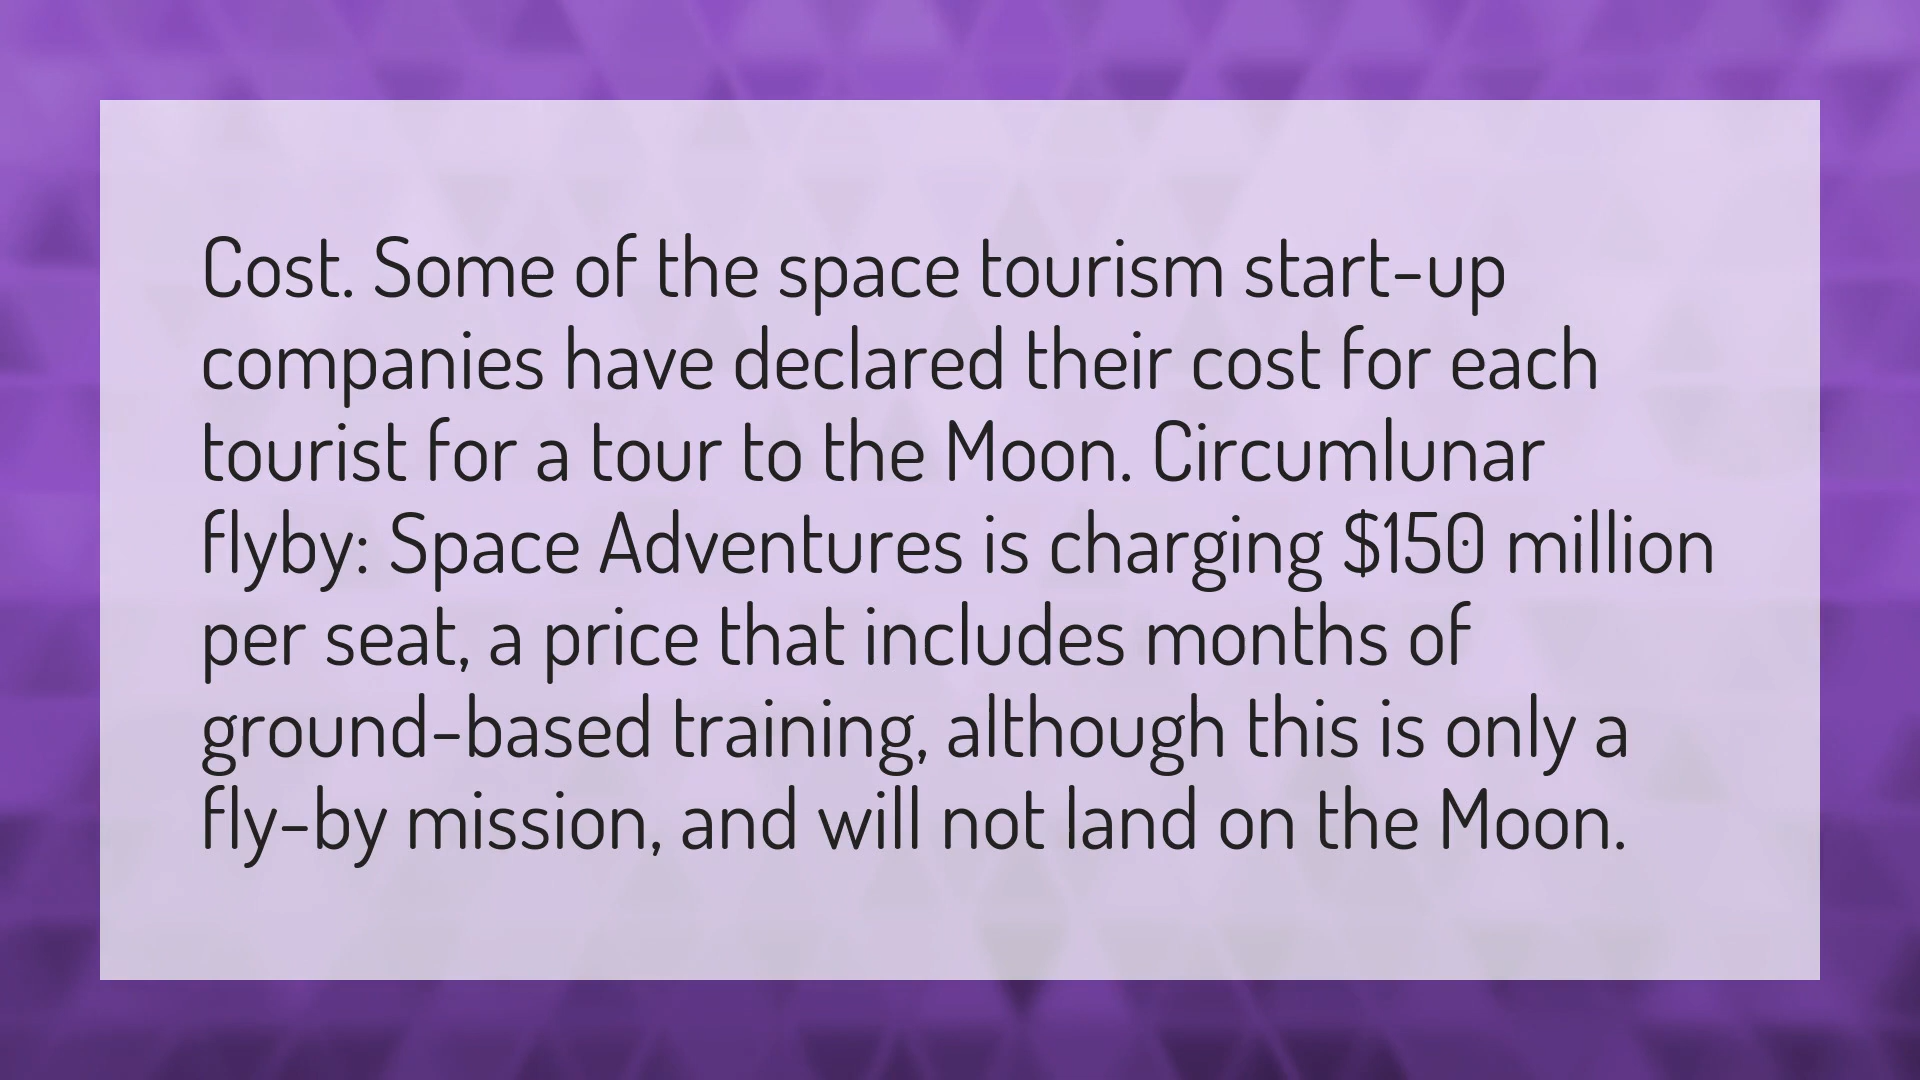 Cost. Some of the space tourism start-up
companies have declared their cost for each
tourist for a tour to the Moon. Circumlunar
flyby: Space Adventures is charging $150 million
per seat, a price that includes months of
ground-based training, although this is only a
fly-by mission, and will not land on the Moon.